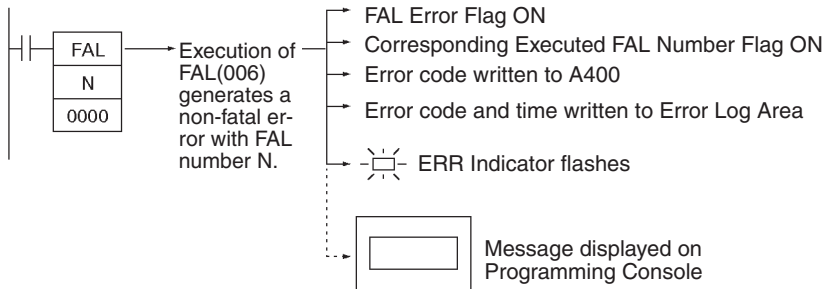 FAL
N
0000
Execution of
FAL(006)
generates a
non-fatal er-
ror with FAL
number N.
FAL Error Flag ON
Corresponding Executed FAL Number Flag ON
Error code written to A400
Error code and time written to Error Log Area
ERR Indicator flashes
Message displayed on
Programming Console